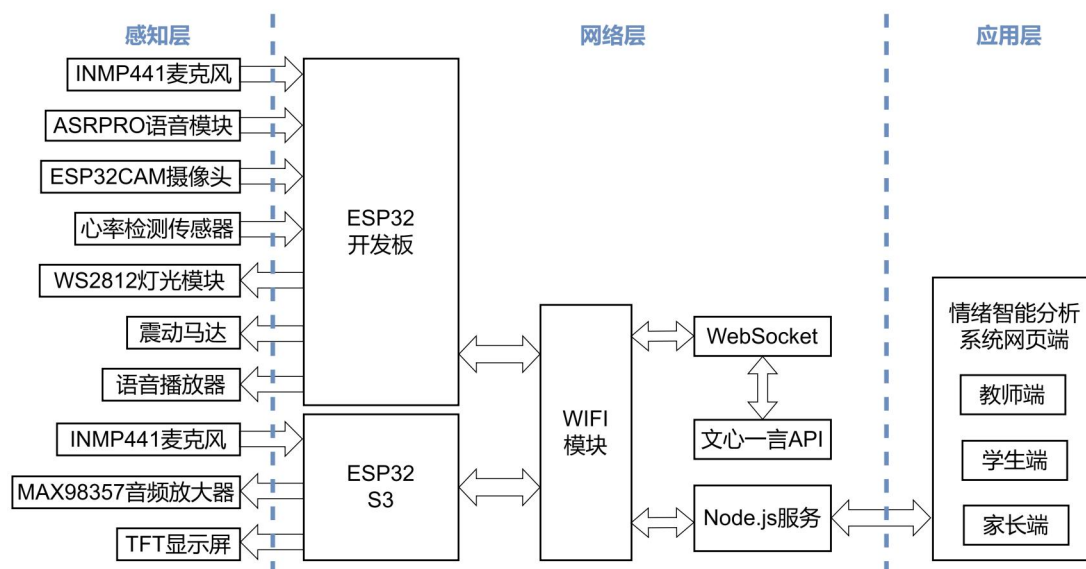 感知层
网络层
应用层
INMP441麦克风
ASRPRO语音模块
ESP32CAM摄像头
心率检测传感器
WS2812灯光模块
震动马达
语音播放器
INMP441麦克风
MAX98357音频放大器
TFT显示屏
ESP32
开发板
ESP32
S3
WIFI
模块
WebSocket
文心一言API
Node.js服务
情绪智能分析
系统网页端
教师端
学生端
家长端